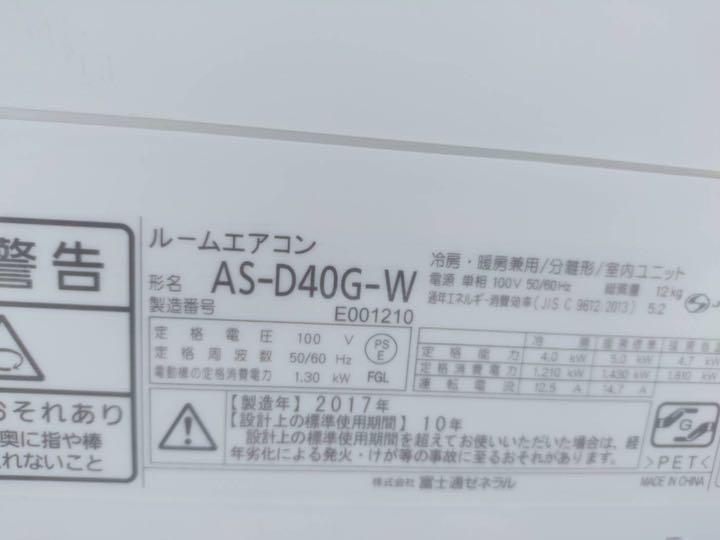 警告
おそれあり
奥に指や棒
れないこと
ルームエアコン
形名 AS-D40G-W
製造番号 E001210
冷房・暖房兼用/分離形/室内ユニット
電源 単相 100V 50/60Hz 総質量 12kg
通年エネルギー消費効率(JIS C 9612:2013) 5.2
定格電圧 100 V
定格周波数 50/60 Hz
電動機の定格消費電力 1.30 kW
PS
E
FGL
冷房 暖房標準 暖房低温
定格能力 4.0 kW 5.0 kW 4.7 kW
定格消費電力 1.210 kW 1.430 kW 1.810 kW
運転電流 12.5 A 14.7 A
【製造年】2017年
【設計上の標準使用期間】10年
設計上の標準使用期間を超えてお使いいただいた場合は、経
年劣化による発火・けが等の事故に至るおそれがあります。
株式会社 富士通ゼネラル
G
>PET<
MADE IN CHINA